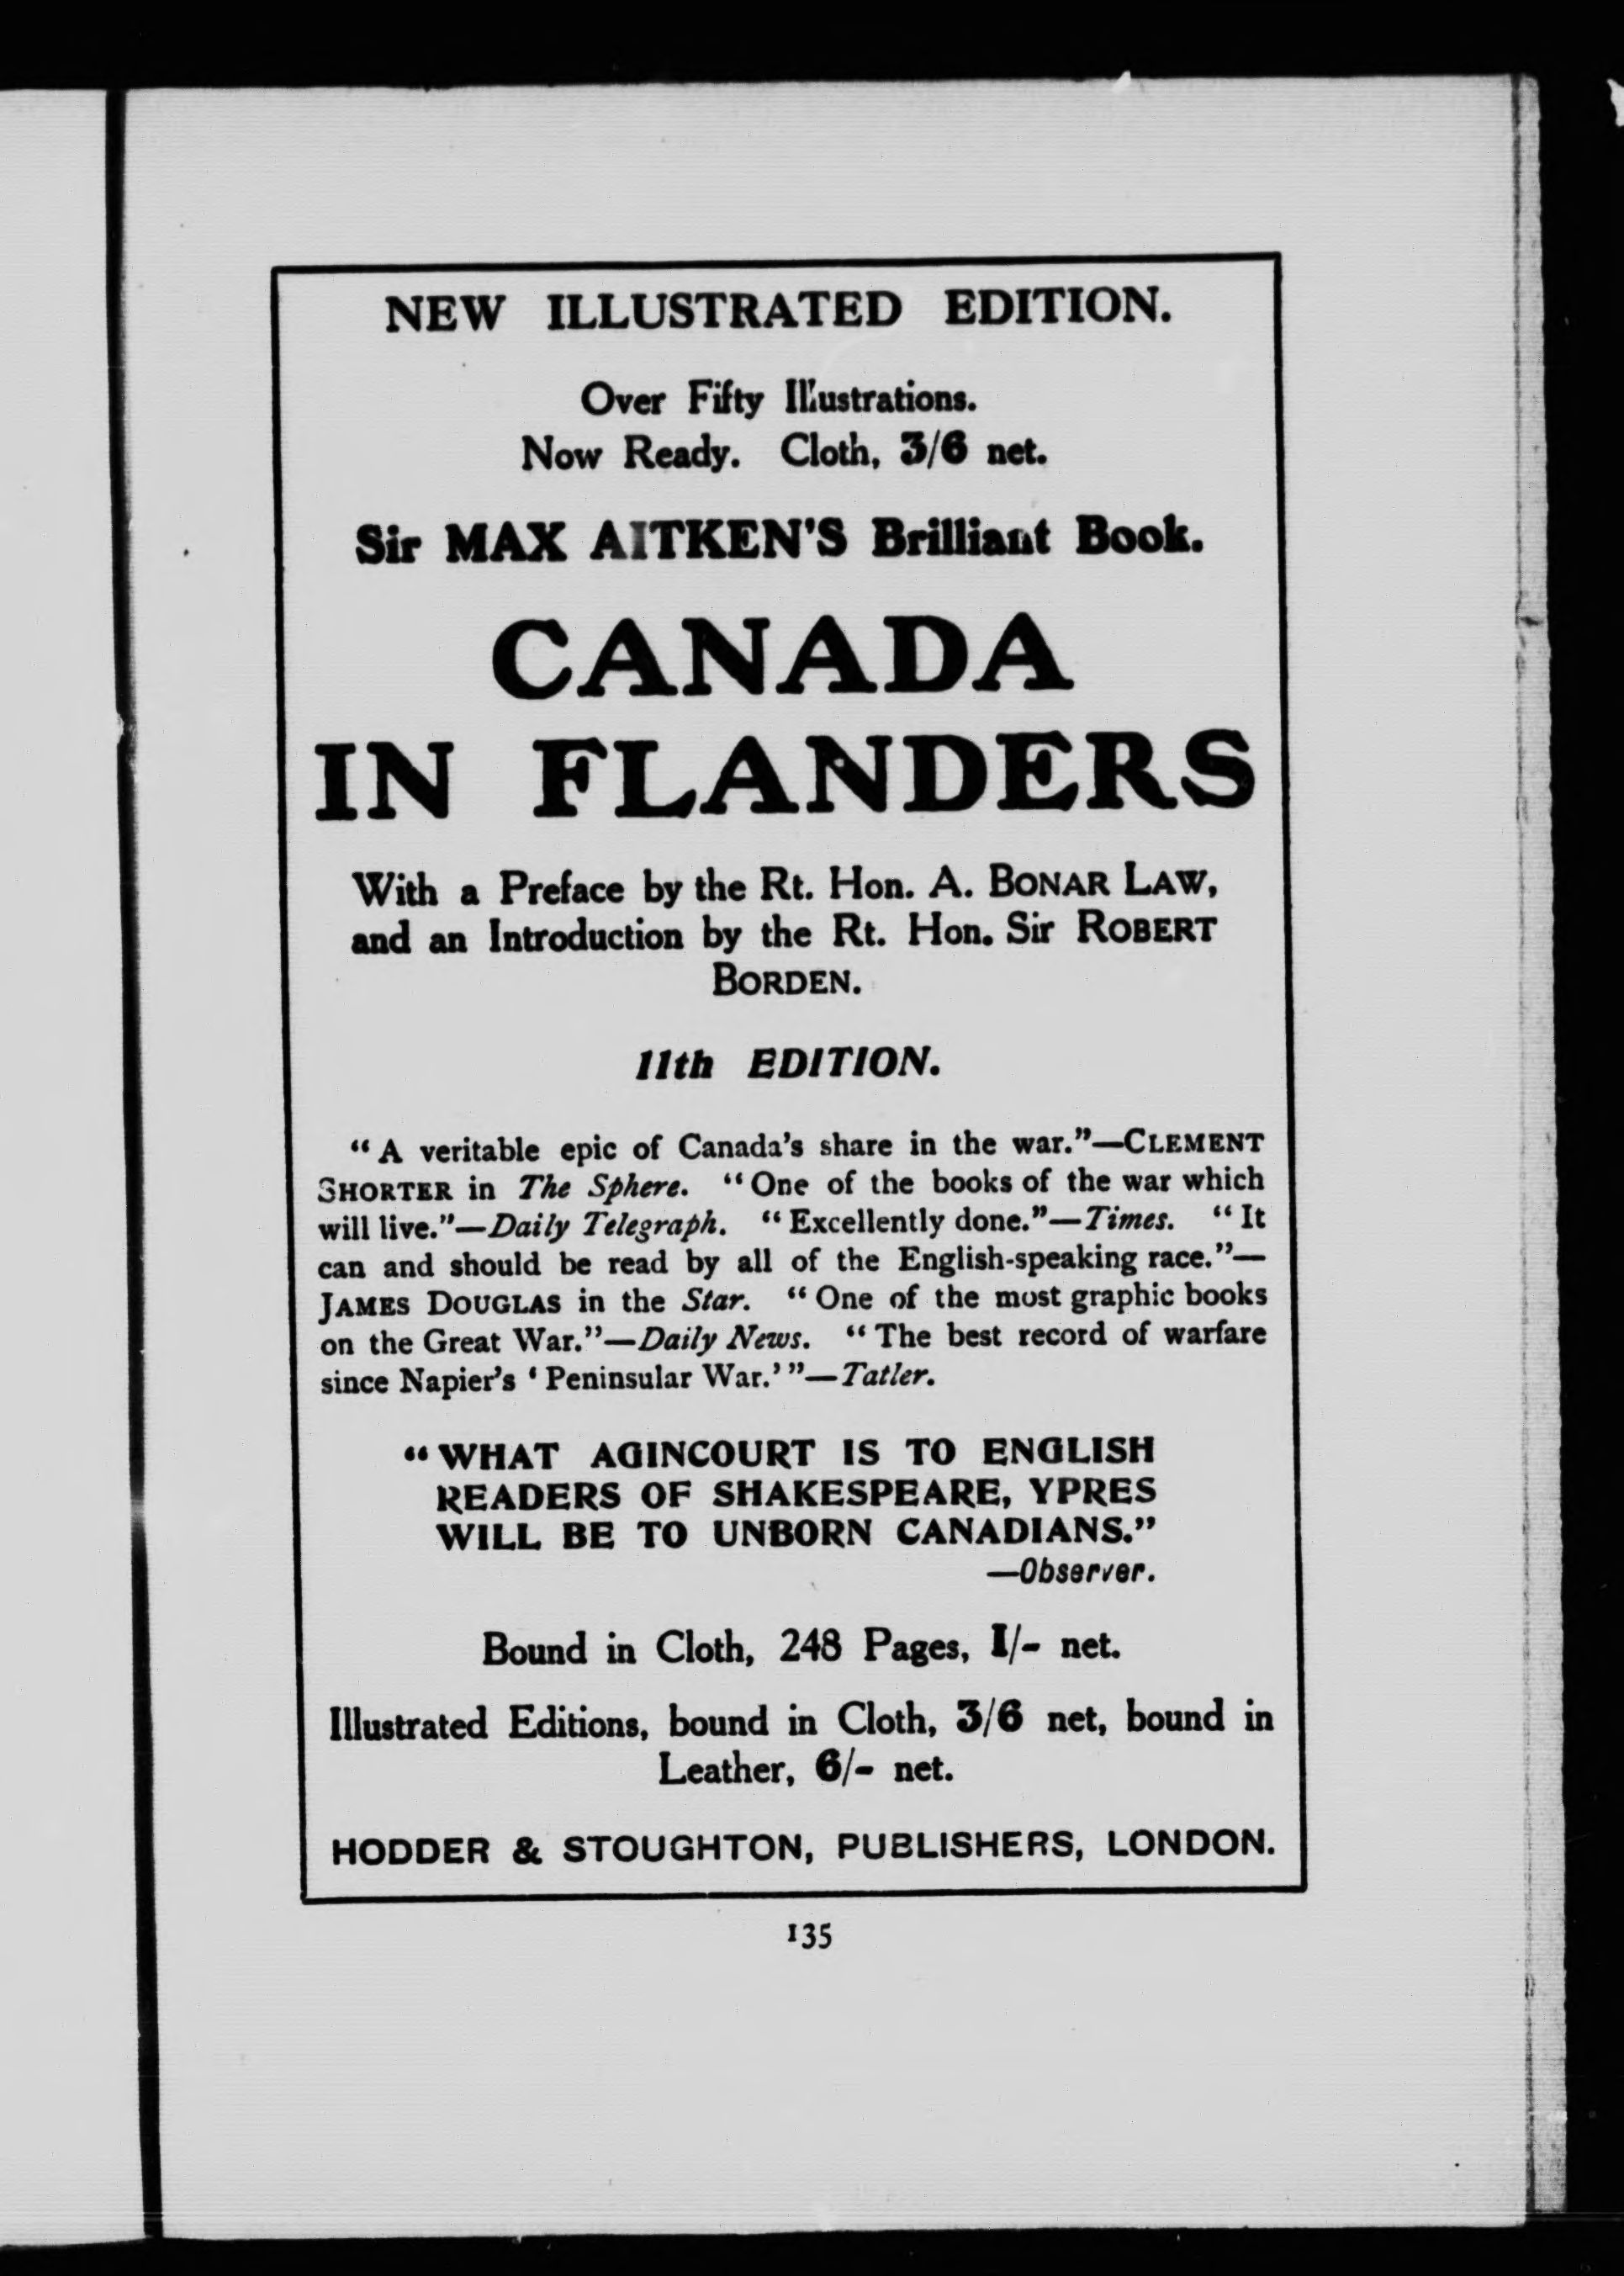 NEW ILLUSTRATED EDITION.
Over Fifty Illustrations.
Now Ready. Cloth, 3/6 net.
Sir MAX AITKEN'S Brilliant Book.
CANADA
IN FLANDERS
With a Preface by the Rt. Hon. A. BONAR LAW,
and an Introduction by the Rt. Hon. Sir ROBERT
BORDEN.
11th EDITION.
"A veritable epic of Canada's share in the war."—CLEMENT
SHORTER in The Sphere. "One of the books of the war which
will live."—Daily Telegraph. "Excellently done."—Times. "It
can and should be read by all of the English-speaking race."—
JAMES DOUGLAS in the Star. "One of the most graphic books
on the Great War."—Daily News. "The best record of warfare
since Napier's 'Peninsular War.'"—Tatler.
"WHAT AGINCOURT IS TO ENGLISH
READERS OF SHAKESPEARE, YPRES
WILL BE TO UNBORN CANADIANS."
—Observer.
Bound in Cloth, 248 Pages, 1/- net.
Illustrated Editions, bound in Cloth, 3/6 net, bound in
Leather, 6/- net.
HODDER & STOUGHTON, PUBLISHERS, LONDON.
135